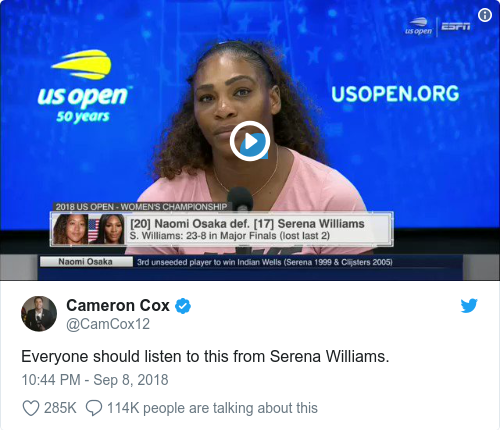 us open
ESPN
us open
50 years
USOPEN.ORG
2018 US OPEN - WOMEN'S CHAMPIONSHIP
[20] Naomi Osaka def. [17] Serena Williams
S. Williams: 23-8 in Major Finals (lost last 2)
Naomi Osaka 3rd unseeded player to win Indian Wells (Serena 1999 & Clijsters 2005)
Cameron Cox
@CamCox12
Everyone should listen to this from Serena Williams.
10:44 PM - Sep 8, 2018
285K 114K people are talking about this